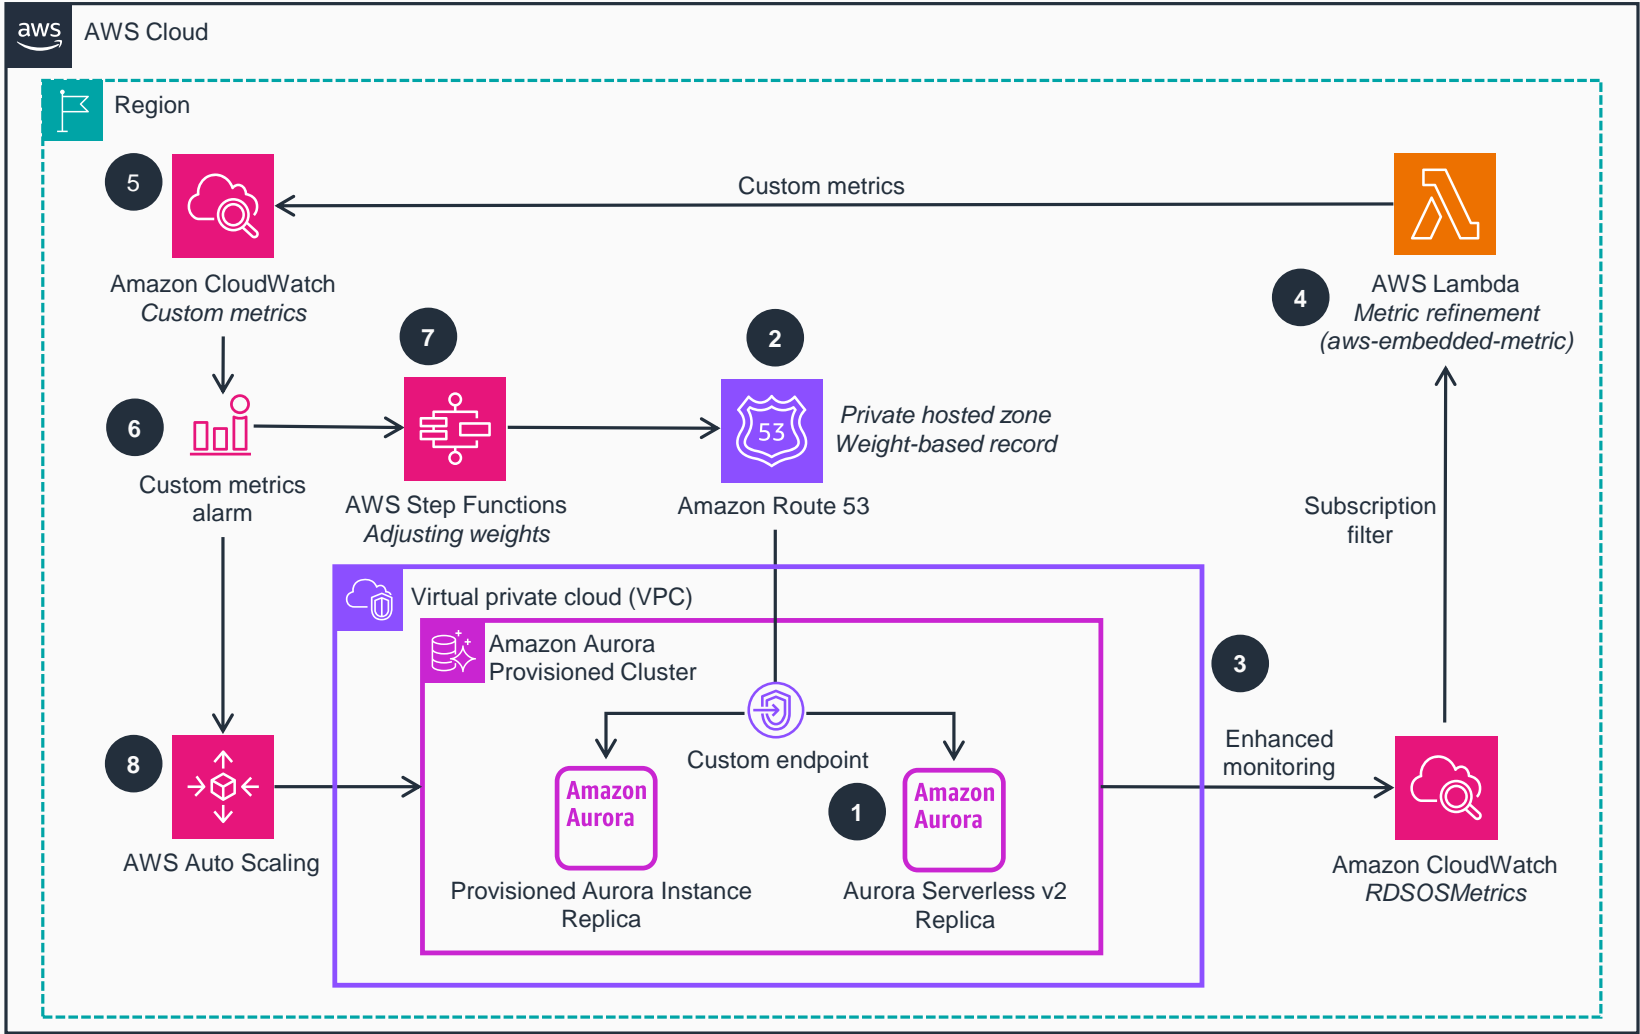 aws
AWS Cloud
Region
5
Amazon CloudWatch
Custom metrics
Custom metrics
4
AWS Lambda
Metric refinement
(aws-embedded-metric)
6
Custom metrics
alarm
7
AWS Step Functions
Adjusting weights
2
53
Private hosted zone
Weight-based record
Amazon Route 53
Subscription
filter
Virtual private cloud (VPC)
Amazon Aurora
Provisioned Cluster
3
Enhanced
monitoring
Custom endpoint
8
AWS Auto Scaling
Amazon
Aurora
Provisioned Aurora Instance
Replica
1
Amazon
Aurora
Aurora Serverless v2
Replica
Amazon CloudWatch
RDSOSMetrics